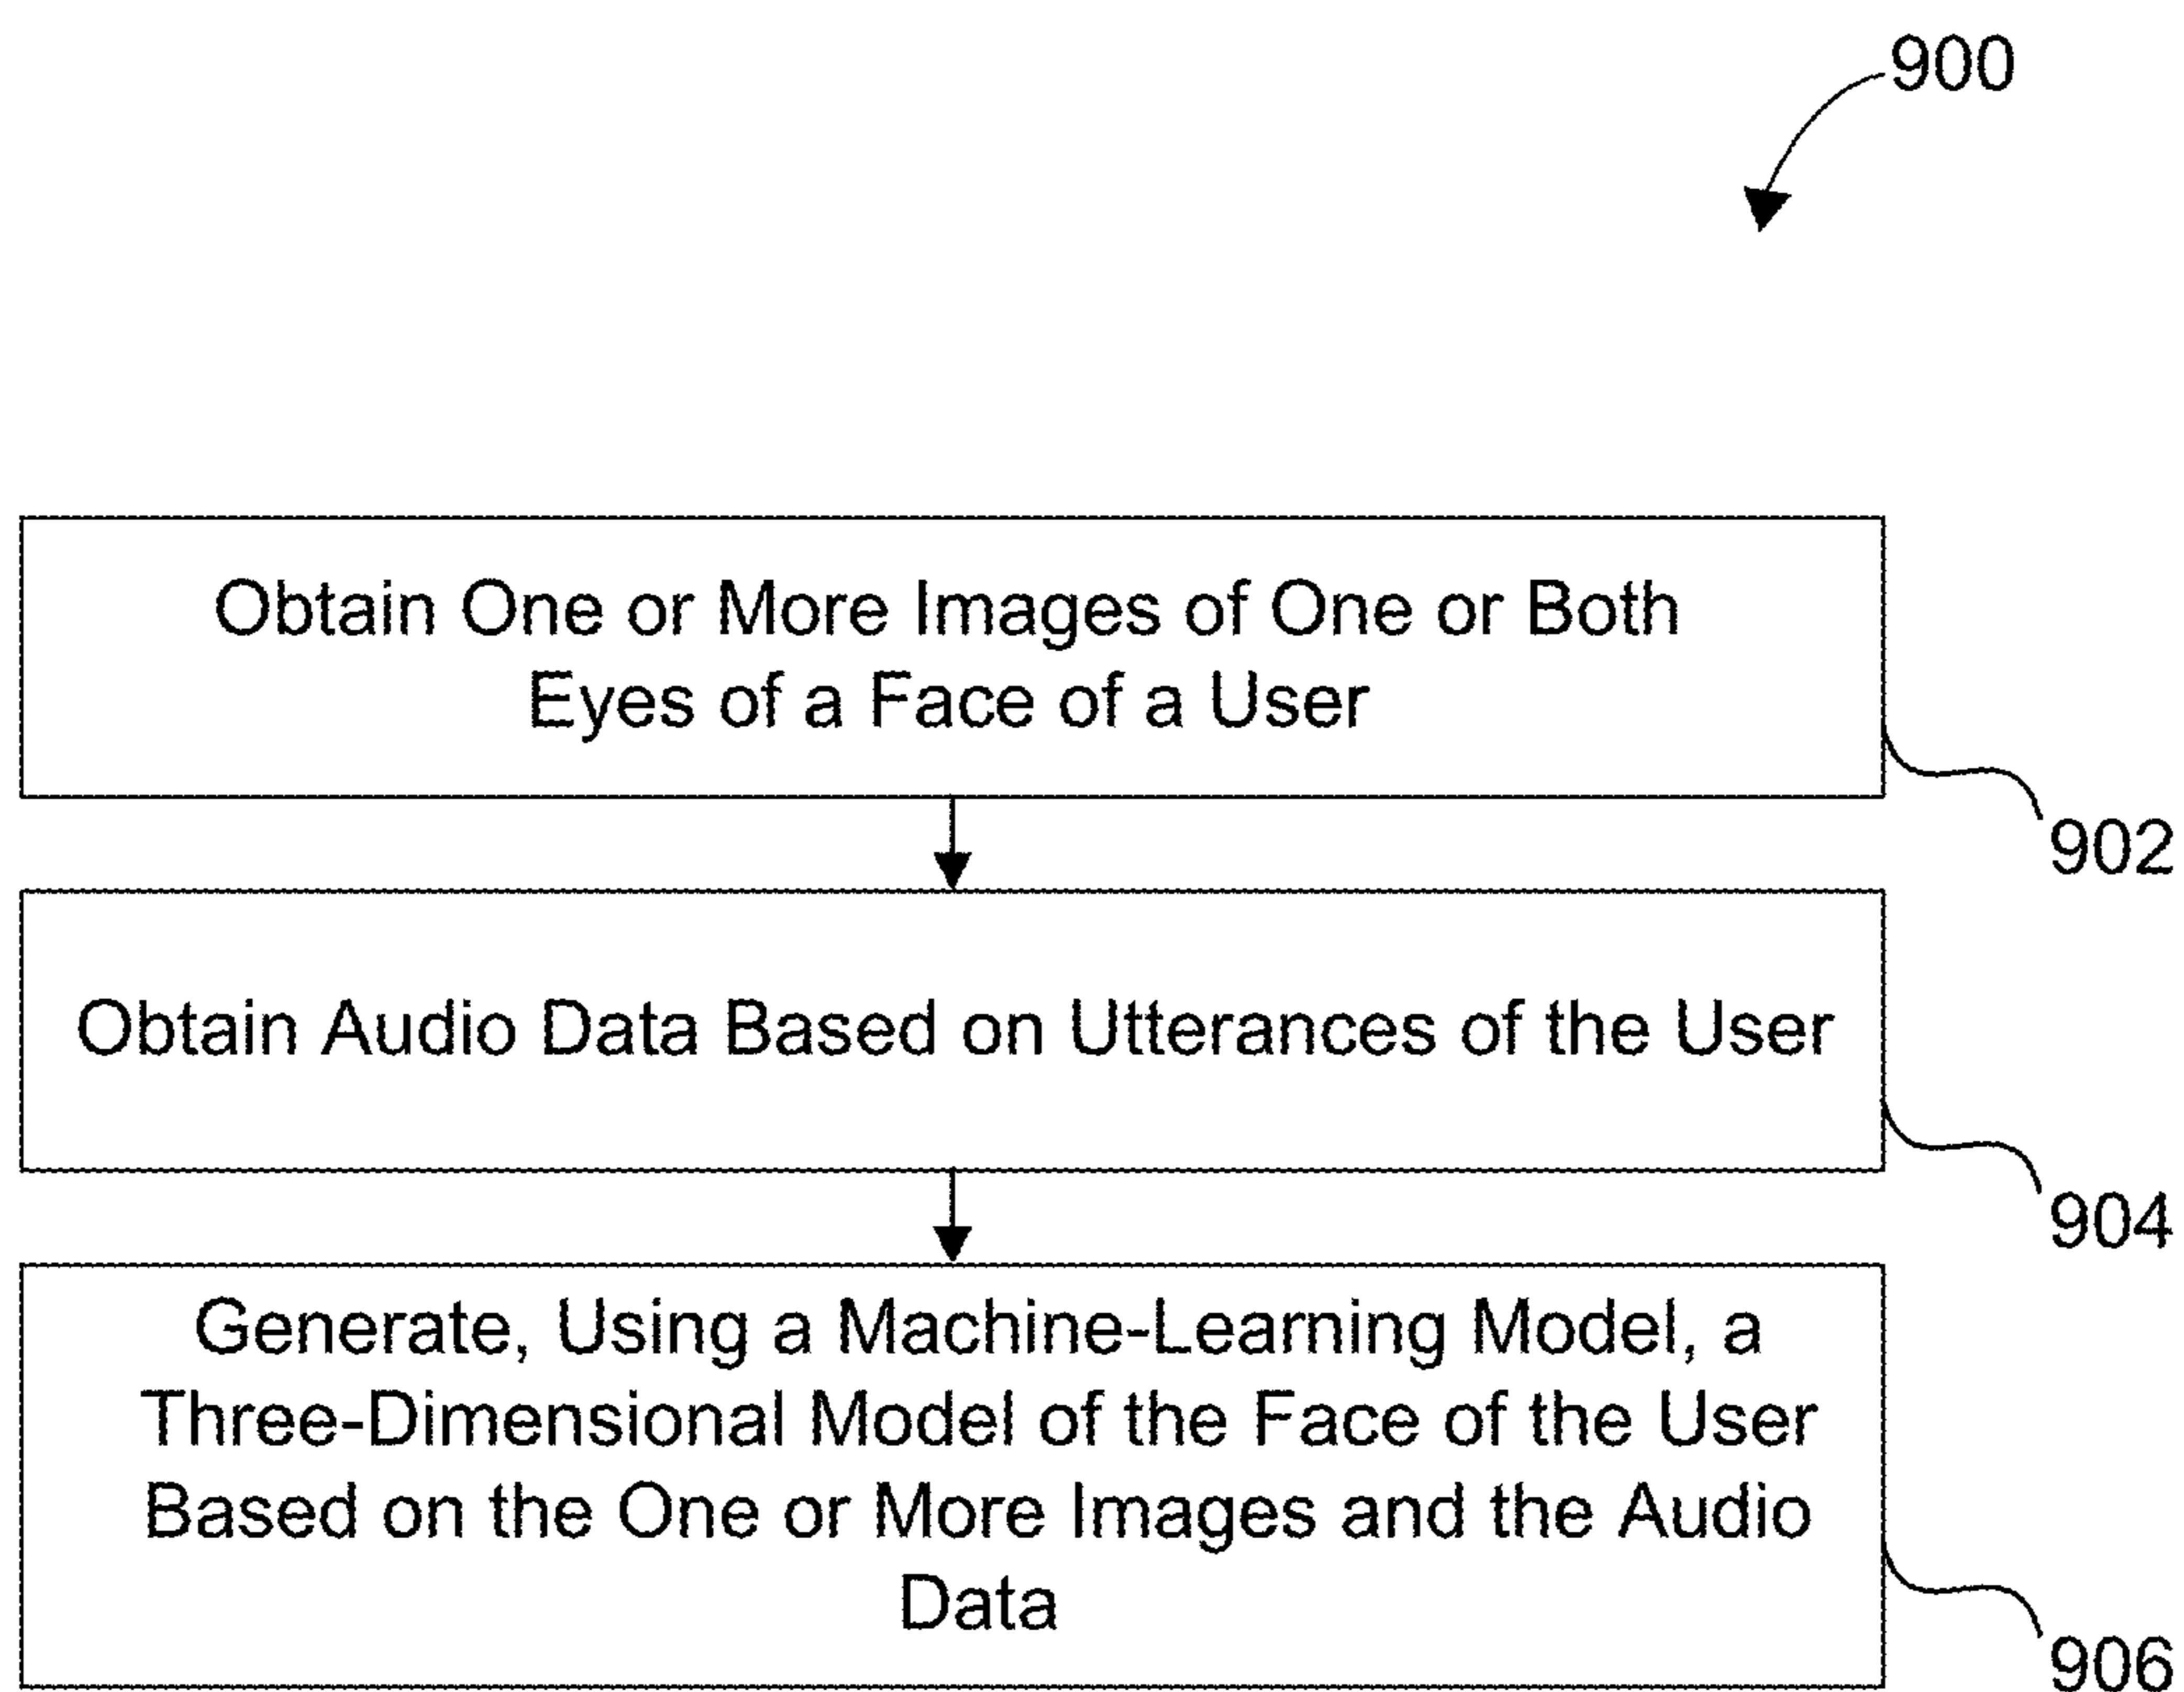 900
Obtain One or More Images of One or Both
Eyes of a Face of a User
902
Obtain Audio Data Based on Utterances of the User
904
Generate, Using a Machine-Learning Model, a
Three-Dimensional Model of the Face of the User
Based on the One or More Images and the Audio
Data
906